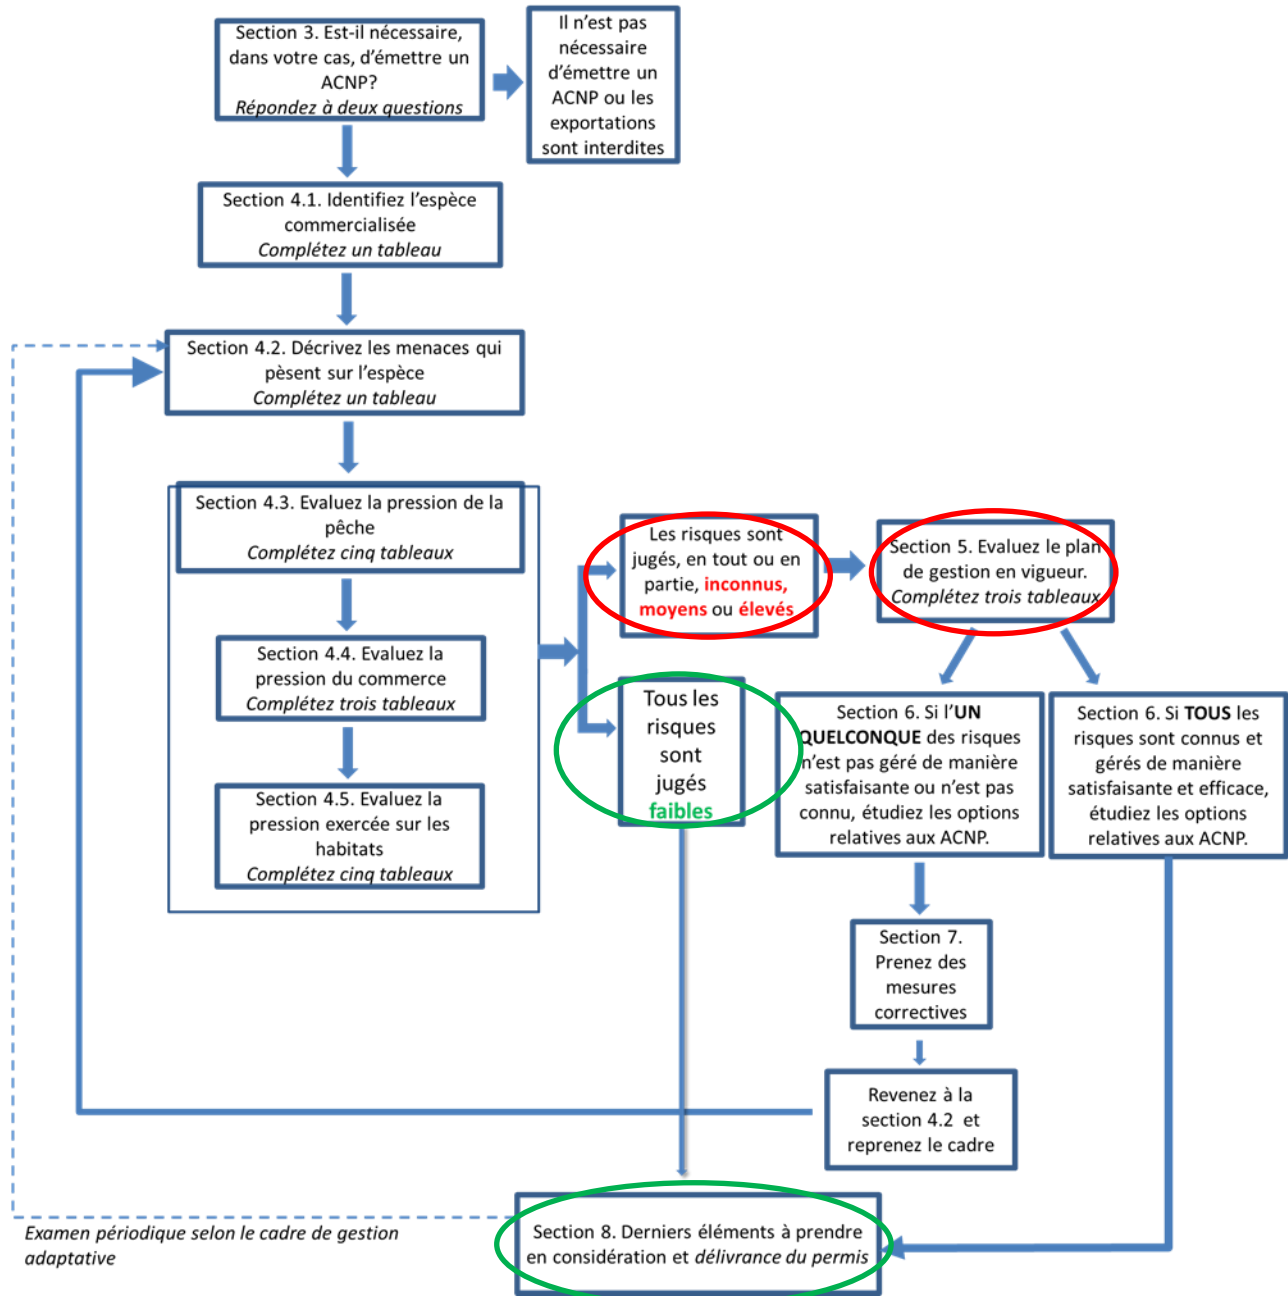 Section 3. Est-il nécessaire,
dans votre cas, d'émettre un
ACNP?
Répondez à deux questions
Il n'est pas
nécessaire
d'émettre un
ACNP ou les
exportations
sont interdites
Section 4.1. Identifiez l'espèce
commercialisée
Complétez un tableau
Section 4.2. Décrivez les menaces qui
pèsent sur l'espèce
Complétez un tableau
Section 4.3. Evaluez la pression de la
pêche
Complétez cinq tableaux
Section 4.4. Evaluez la
pression du commerce
Complétez trois tableaux
Section 4.5. Evaluez la
pression exercée sur les
habitats
Complétez cinq tableaux
Les risques sont
jugés, en tout ou en
partie, inconnus,
moyens ou élevés
Section 5. Evaluez le plan
de gestion en vigueur.
Complétez trois tableaux
Tous les
risques
sont
jugés
faibles
Section 6. Si l'UN
QUELCONQUE des risques
n'est pas géré de manière
satisfaisante ou n'est pas
connu, étudiez les options
relatives aux ACNP.
Section 6. Si TOUS les
risques sont connus et
gérés de manière
satisfaisante et efficace,
étudiez les options
relatives aux ACNP.
Section 7.
Prenez des
mesures
correctives
Revenez à la
section 4.2 et
reprenez le cadre
Section 8. Derniers éléments à prendre
en considération et délivrance du permis
Examen périodique selon le cadre de gestion
adaptative